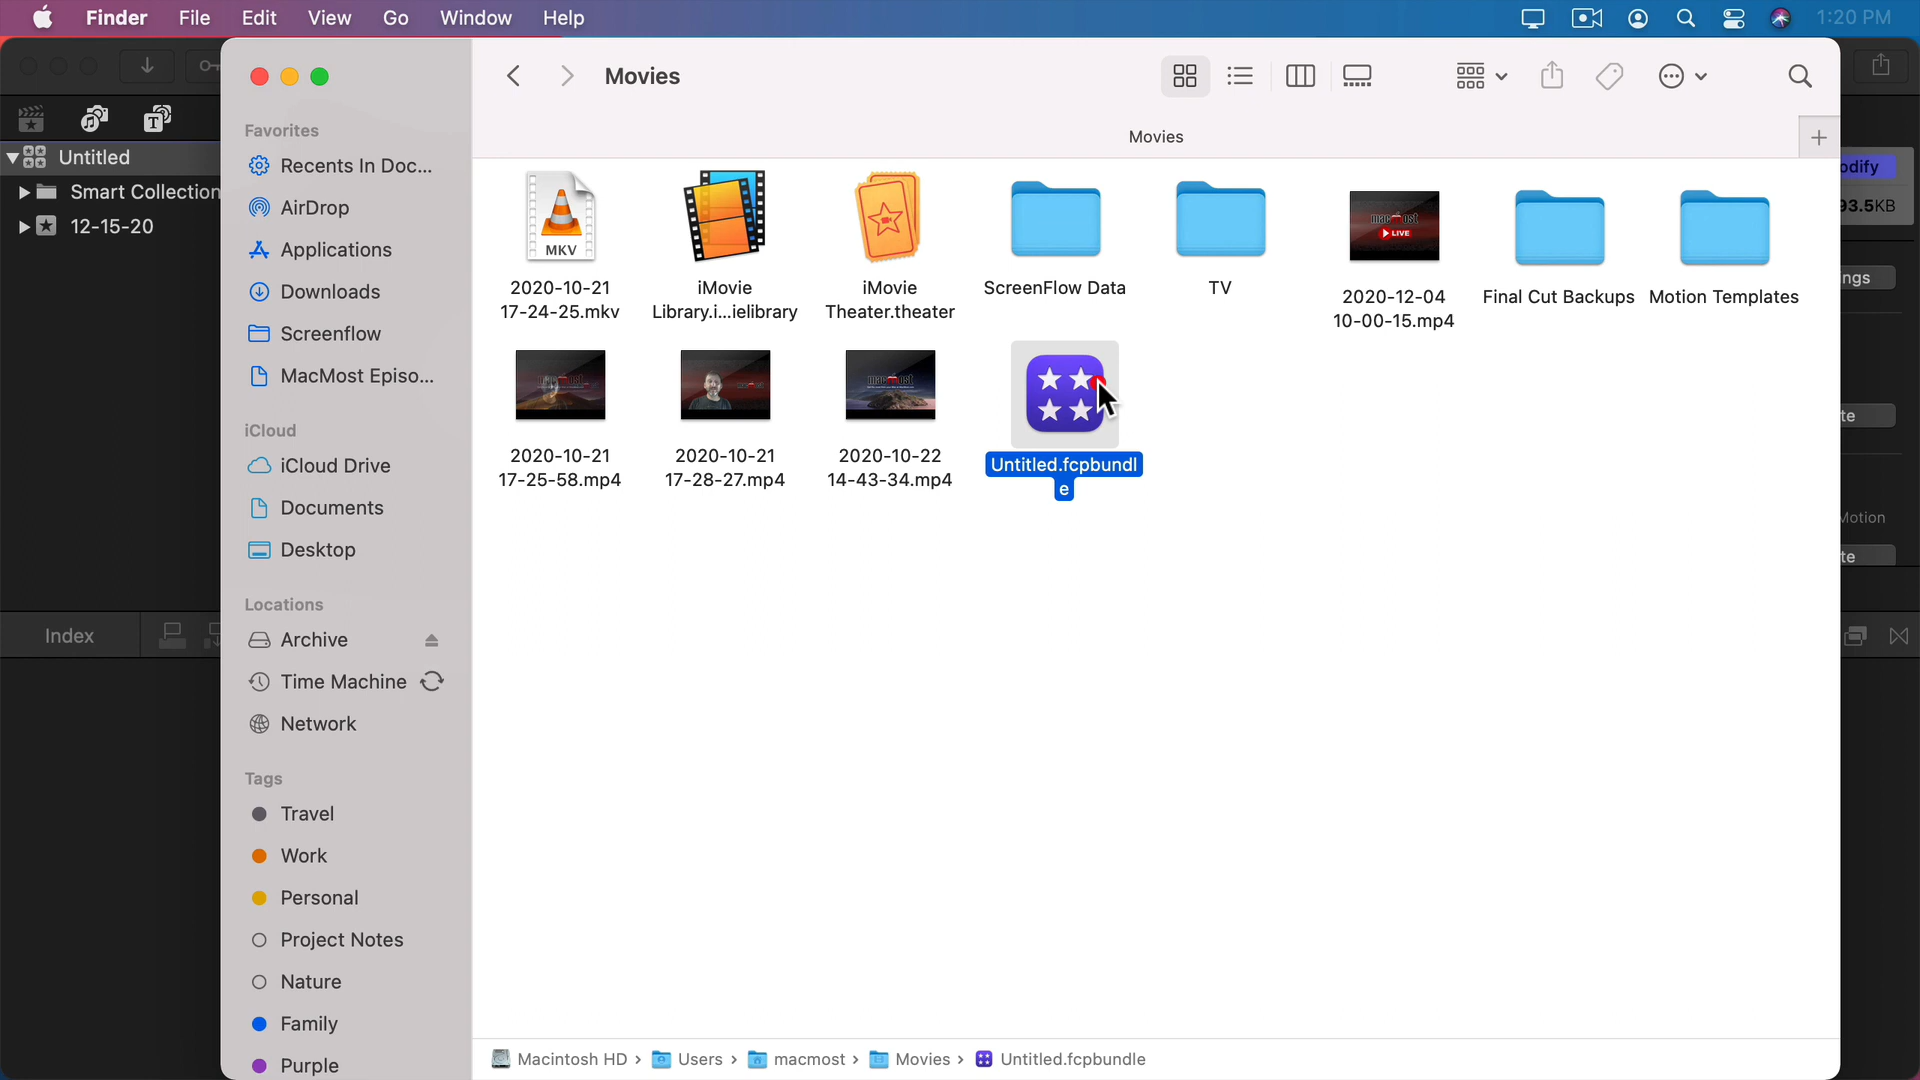 Finder File Edit View Go Window Help 1:20 PM
Movies
Movies
Favorites
Recents In Doc...
AirDrop
Applications
Downloads
Screenflow
MacMost Episo...
iCloud
iCloud Drive
Documents
Desktop
Locations
Archive
Time Machine
Network
Tags
Travel
Work
Personal
Project Notes
Nature
Family
Purple
Untitled
Smart Collection
12-15-20
Index
MKV
2020-10-21
17-24-25.mkv
iMovie
Library.i...ielibrary
iMovie
Theater.theater
ScreenFlow Data
TV
macmost
LIVE
2020-12-04
10-00-15.mp4
Final Cut Backups
Motion Templates
2020-10-21
17-25-58.mp4
2020-10-21
17-28-27.mp4
2020-10-22
14-43-34.mp4
Untitled.fcpbundl
e
odify
93.5KB
ngs
te
Motion
te
Macintosh HD › Users › macmost › Movies › Untitled.fcpbundle